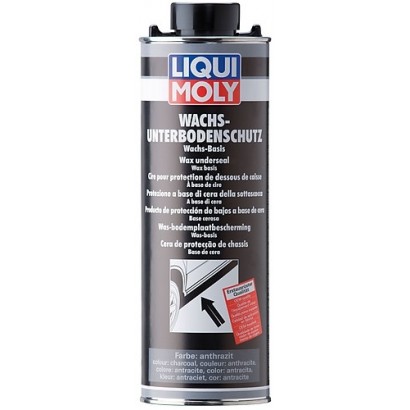 LIQUI
MOLY
WACHS-
UNTERBODENSCHUTZ
Wachs-Basis
Wax underseal
Wax basis
Cire pour protection de dessous de caisse
À base de cire
Protezione a base di cera della sottoscocca
A base di cera
Producto de protección de bajos a base de cera
Base cerosa
Was-bodemplaatbescherming
Was-basis
Cera de protecção de chassis
Base de cera
Farbe: anthrazit
colour: charcoal, couleur: anthracite,
colore: antracite, color: antracita,
kleur: antraciet, cor: antracite